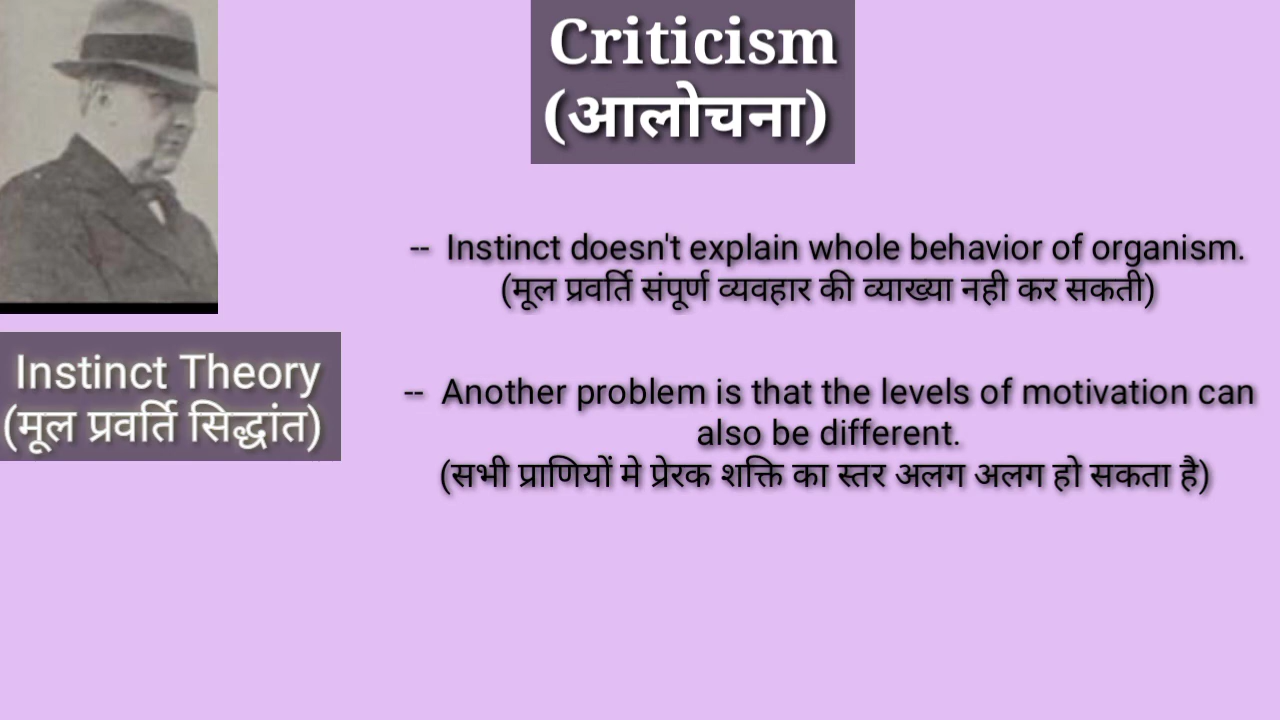 Criticism
(आलोचना)
Instinct Theory
(मूल प्रवर्ति सिद्धांत)
-- Instinct doesn't explain whole behavior of organism.
(मूल प्रवर्ति संपूर्ण व्यवहार की व्याख्या नही कर सकती)
-- Another problem is that the levels of motivation can
also be different.
(सभी प्राणियों मे प्रेरक शक्ति का स्तर अलग अलग हो सकता है)